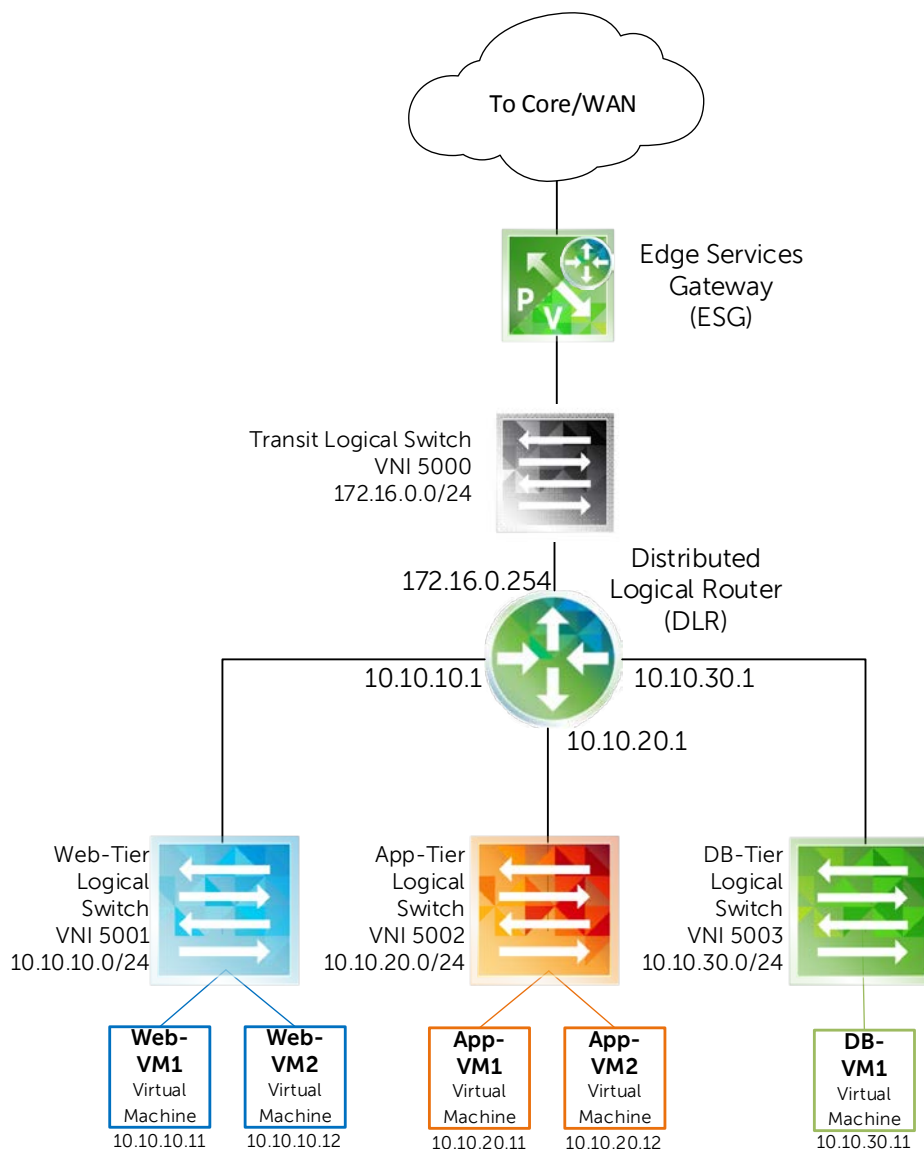 To Core/WAN
P
V
Edge Services
Gateway
(ESG)
Transit Logical Switch
VNI 5000
172.16.0.0/24
172.16.0.254
Distributed
Logical Router
(DLR)
10.10.10.1
10.10.30.1
10.10.20.1
Web-Tier
Logical
Switch
VNI 5001
10.10.10.0/24
App-Tier
Logical
Switch
VNI 5002
10.10.20.0/24
DB-Tier
Logical
Switch
VNI 5003
10.10.30.0/24
Web-
VM1
Virtual
Machine
10.10.10.11
Web-
VM2
Virtual
Machine
10.10.10.12
App-
VM1
Virtual
Machine
10.10.20.11
App-
VM2
Virtual
Machine
10.10.20.12
DB-
VM1
Virtual
Machine
10.10.30.11